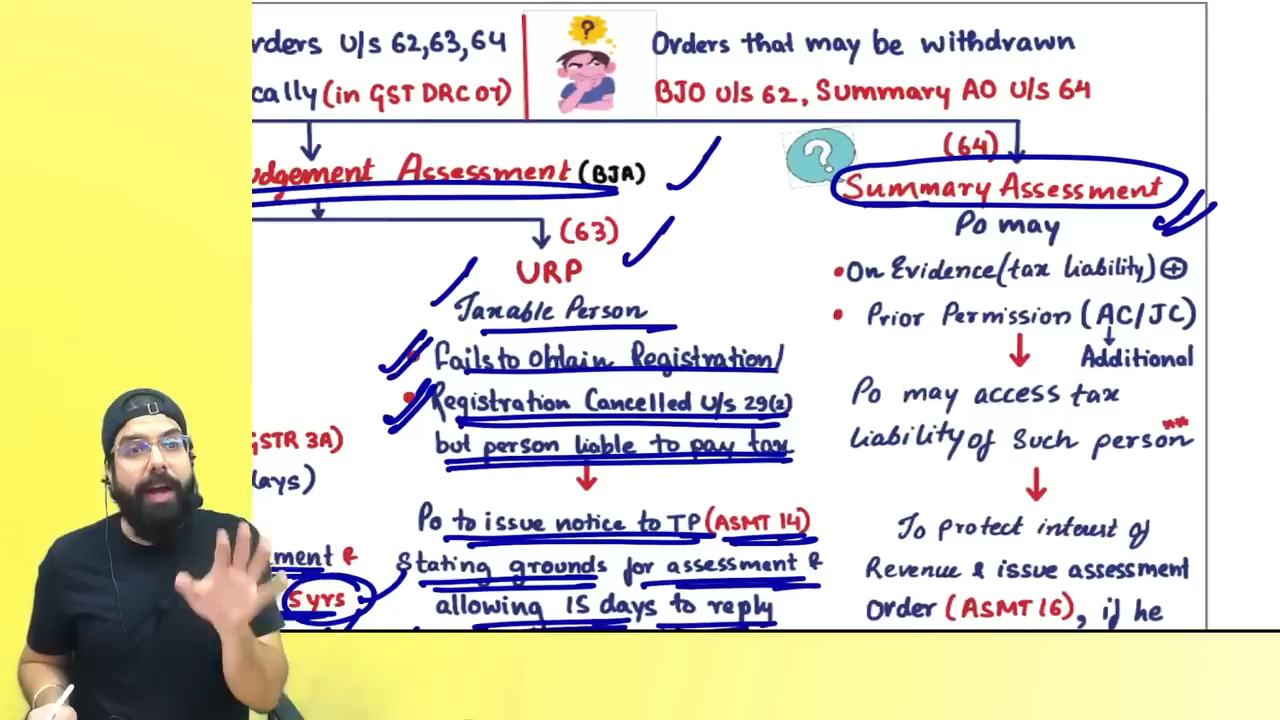 rders U/s 62,63,64
cally (in GST DRC 07)
Orders that may be withdrawn
BJO U/s 62, Summary AO U/s 64
?
?
udgement Assessment (BJA)
(63)
URP
Taxable Person
• Fails to Obtain Registration/
• Registration Cancelled U/s 29(2)
but person liable to pay tax
Po to issue notice to TP (ASMT 14)
Stating grounds for assessment &
allowing 15 days to reply
GSTR 3A)
days)
ment &
5yrs
(64)
Summary Assessment
Po may
• On Evidence (tax liability) ⊕
• Prior Permission (AC/JC)
Additional
Po may access tax
liability of Such person**
To protect interest of
Revenue & issue assessment
Order (ASMT 16), if he